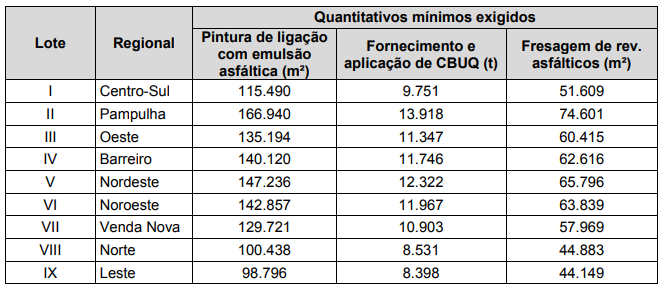 Lote Regional Quantitativos mínimos exigidos
Pintura de ligação com emulsão asfáltica (m²) Fornecimento e aplicação de CBUQ (t) Fresagem de rev. asfálticos (m²)
I Centro-Sul 115.490 9.751 51.609
II Pampulha 166.940 13.918 74.601
III Oeste 135.194 11.347 60.415
IV Barreiro 140.120 11.746 62.616
V Nordeste 147.236 12.322 65.796
VI Noroeste 142.857 11.967 63.839
VII Venda Nova 129.721 10.903 57.969
VIII Norte 100.438 8.531 44.883
IX Leste 98.796 8.398 44.149